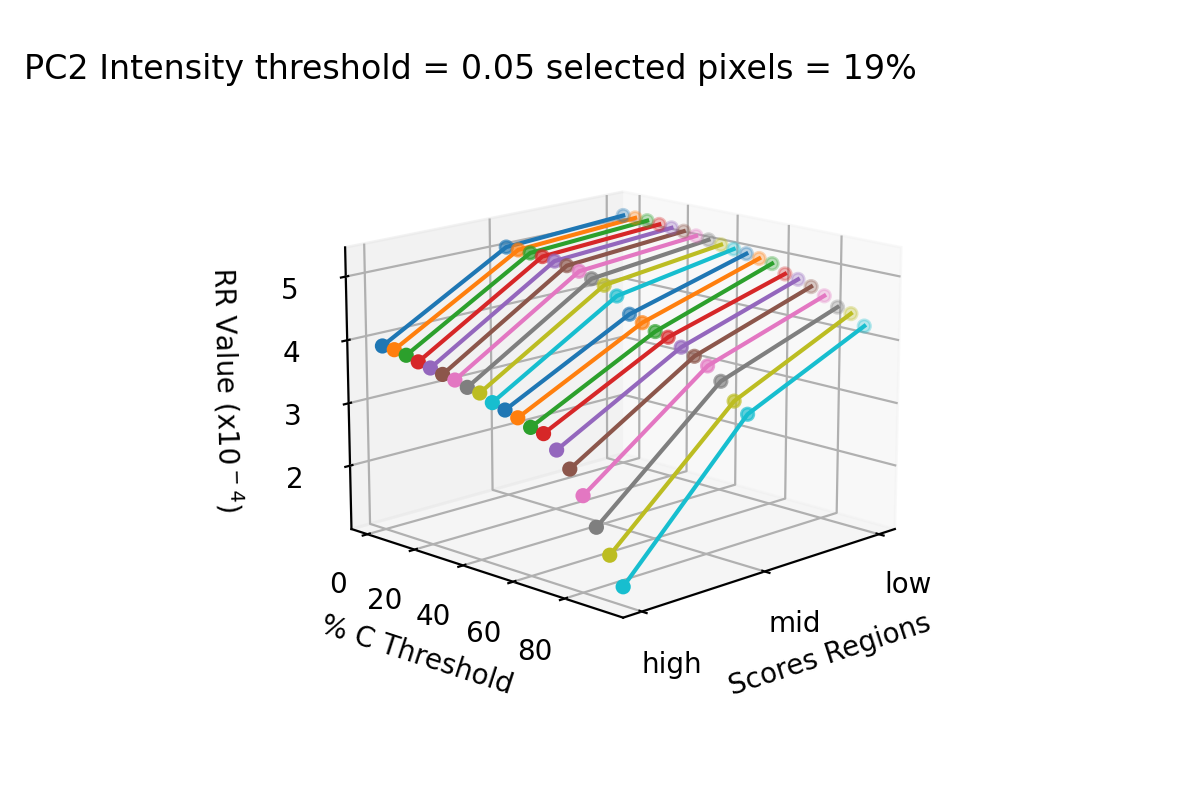 PC2 Intensity threshold = 0.05 selected pixels = 19%
RR Value (x10⁻⁴)
5
4
3
2
0
20
40
60
80
% C Threshold
high
mid
low
Scores Regions